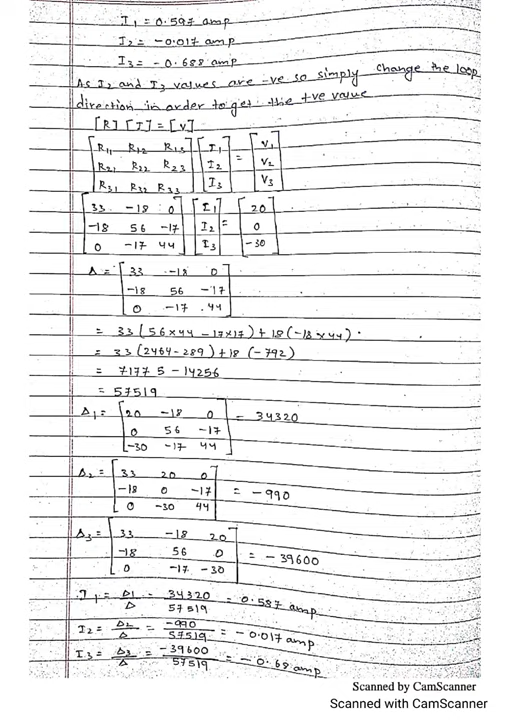 I1 = 0.597 amp
I2 = -0.017 amp
I3 = -0.688 amp
As I2 and I3 values are -ve so simply change the loop
direction in order to get the +ve value
[R] [I] = [V]
[R11 R12 R13] [I1] = [V1]
[R21 R22 R23] [I2] [V2]
[R31 R32 R33] [I3] [V3]
[33 -18 0] [I1] = [20]
[-18 56 -17] [I2] [0]
[0 -17 44] [I3] [-30]
Δ = [33 -18 0]
[-18 56 -17]
[0 -17 44]
= 33 (56×44 - 17×17) + 18 (-18×44)
= 33 (2464-289) + 18 (-792)
= 71775 - 14256
= 57519
Δ1 = [20 -18 0] = 34320
[0 56 -17]
[-30 -17 44]
Δ2 = [33 20 0]
[-18 0 -17] = -990
[0 -30 44]
Δ3 = [33 -18 20]
[-18 56 0] = -39600
[0 -17 -30]
I1 = Δ1/Δ = 34320/57519 = 0.587 amp
I2 = Δ2/Δ = -990/57519 = -0.017 amp
I3 = Δ3/Δ = -39600/57519 = -0.68 amp
Scanned by CamScanner
Scanned with CamScanner